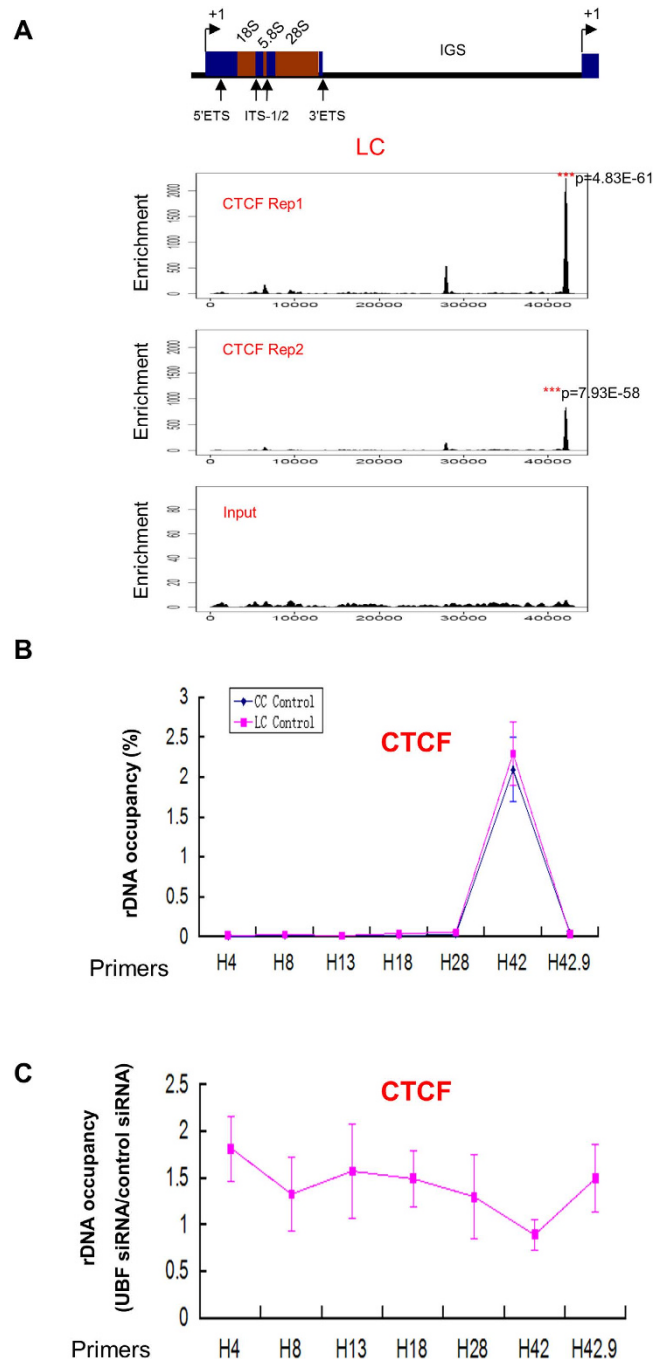 A
+1
18S
5.8S
28S
IGS
+1
5'ETS
ITS-1/2
3'ETS
LC
Enrichment
0 500 1000 1500 2000
CTCF Rep1
***p=4.83E-61
0 10000 20000 30000 40000
Enrichment
0 500 1000 1500 2000
CTCF Rep2
***p=7.93E-58
0 10000 20000 30000 40000
Enrichment
0 20 40 60 80
Input
0 10000 20000 30000 40000
B
rDNA occupancy (%)
3
2.5
2
1.5
1
0.5
0
CC Control
LC Control
CTCF
Primers H4 H8 H13 H18 H28 H42 H42.9
C
rDNA occupancy
(UBF siRNA/control siRNA)
2.5
2
1.5
1
0.5
0
CTCF
Primers H4 H8 H13 H18 H28 H42 H42.9